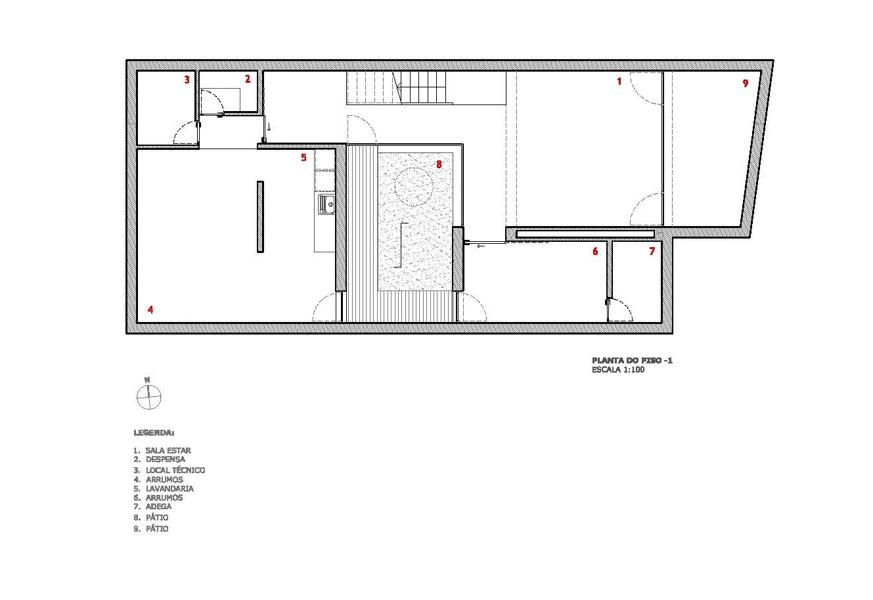 3
2
1
9
5
8
6
7
4
PLANTA DO PISO -1
ESCALA 1:100
N
LEGENDA:
1. SALA ESTAR
2. DESPENSA
3. LOCAL TÉCNICO
4. ARRUMOS
5. LAVANDARIA
6. ARRUMOS
7. ADEGA
8. PÁTIO
9. PÁTIO